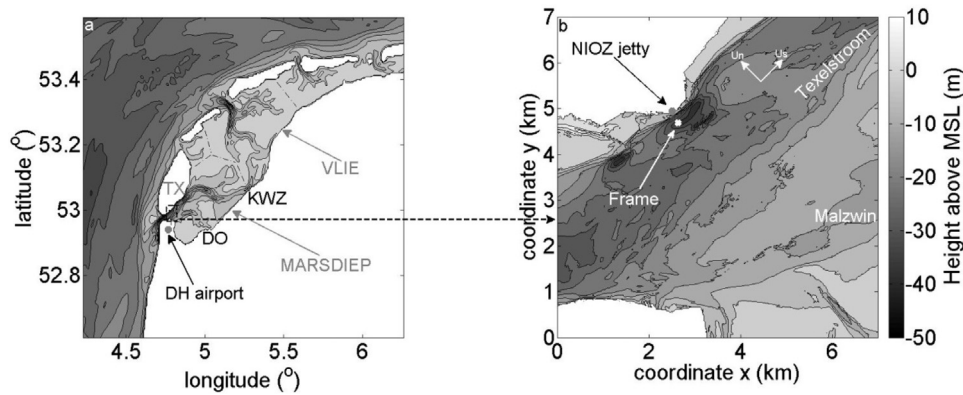 a
53.4
53.2
53
52.8
latitude (°)
4.5
5
5.5
6
longitude (°)
TX
VLIE
KWZ
DO
MARSDIEP
DH airport
b
7
6
5
4
3
2
1
0
coordinate y (km)
0
2
4
6
coordinate x (km)
NIOZ jetty
Un
Us
Texelstroom
Frame
Malzwin
10
0
-10
-20
-30
-40
-50
Height above MSL (m)